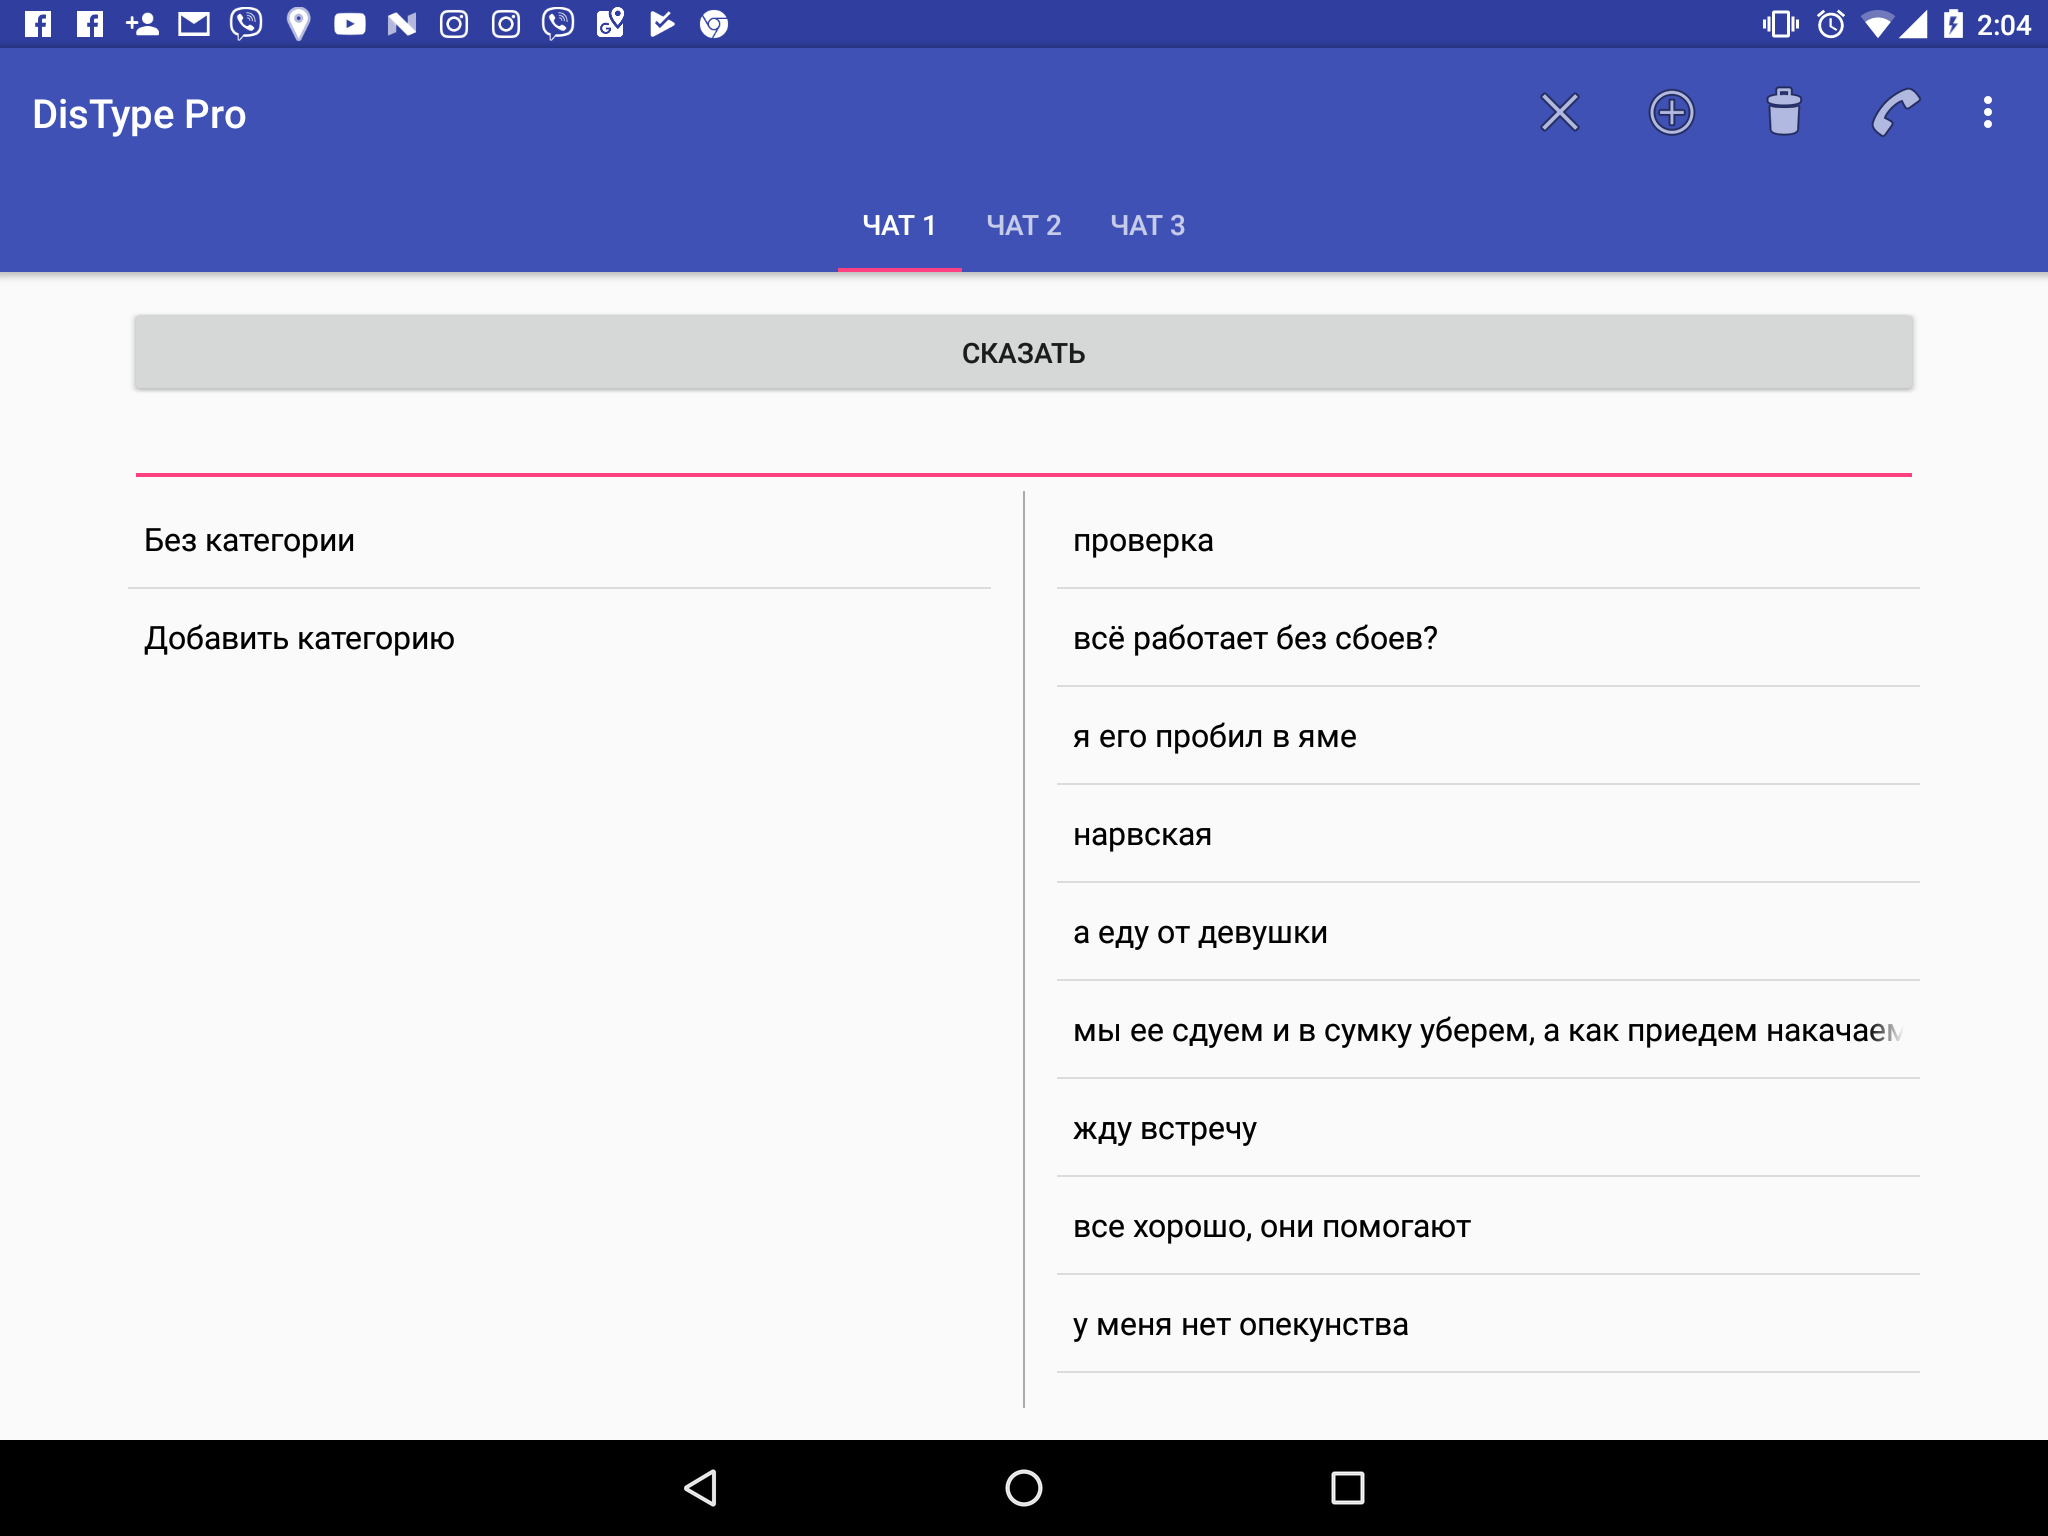 2:04
DisType Pro
ЧАТ 1 ЧАТ 2 ЧАТ 3
СКАЗАТЬ
Без категории
Добавить категорию
проверка
всё работает без сбоев?
я его пробил в яме
нарвская
а еду от девушки
мы ее сдуем и в сумку уберем, а как приедем накачаем
жду встречу
все хорошо, они помогают
у меня нет опекунства